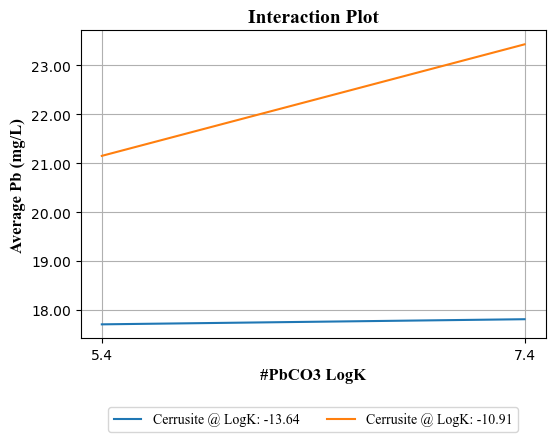 Interaction Plot
Average Pb (mg/L)
23.00
22.00
21.00
20.00
19.00
18.00
5.4
7.4
#PbCO3 LogK
Cerrusite @ LogK: -13.64
Cerrusite @ LogK: -10.91